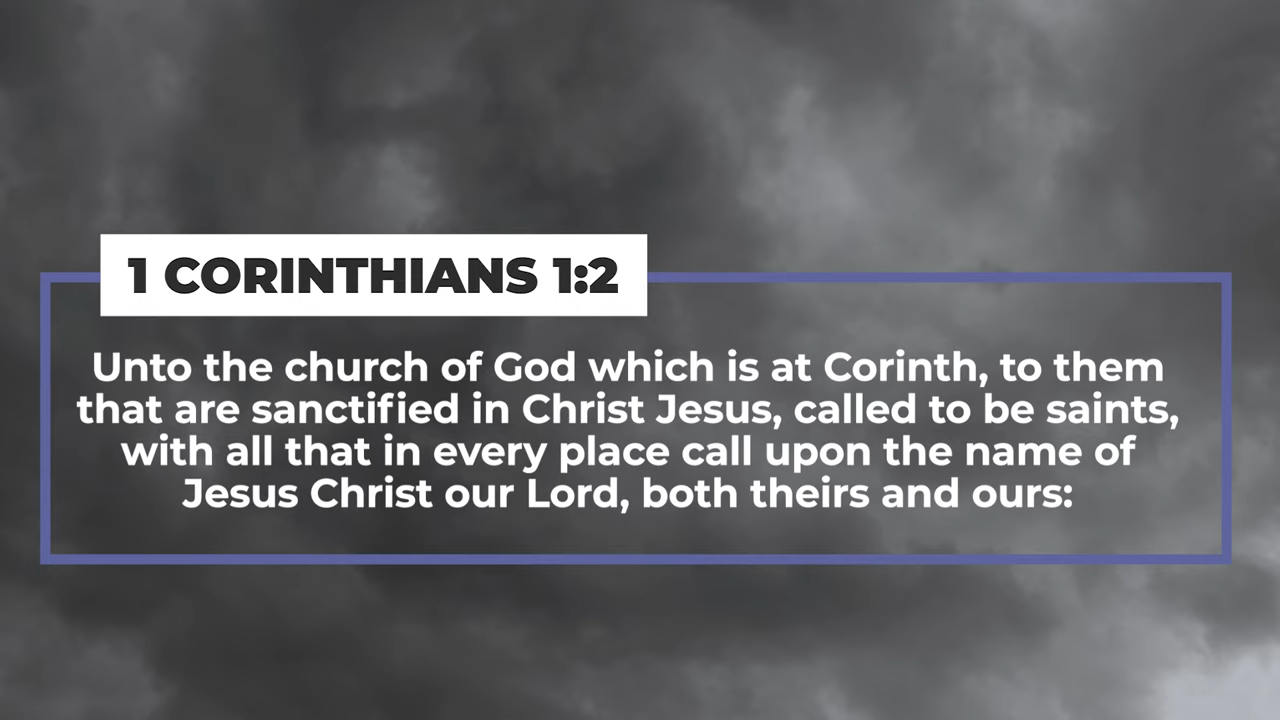 1 CORINTHIANS 1:2
Unto the church of God which is at Corinth, to them
that are sanctified in Christ Jesus, called to be saints,
with all that in every place call upon the name of
Jesus Christ our Lord, both theirs and ours: